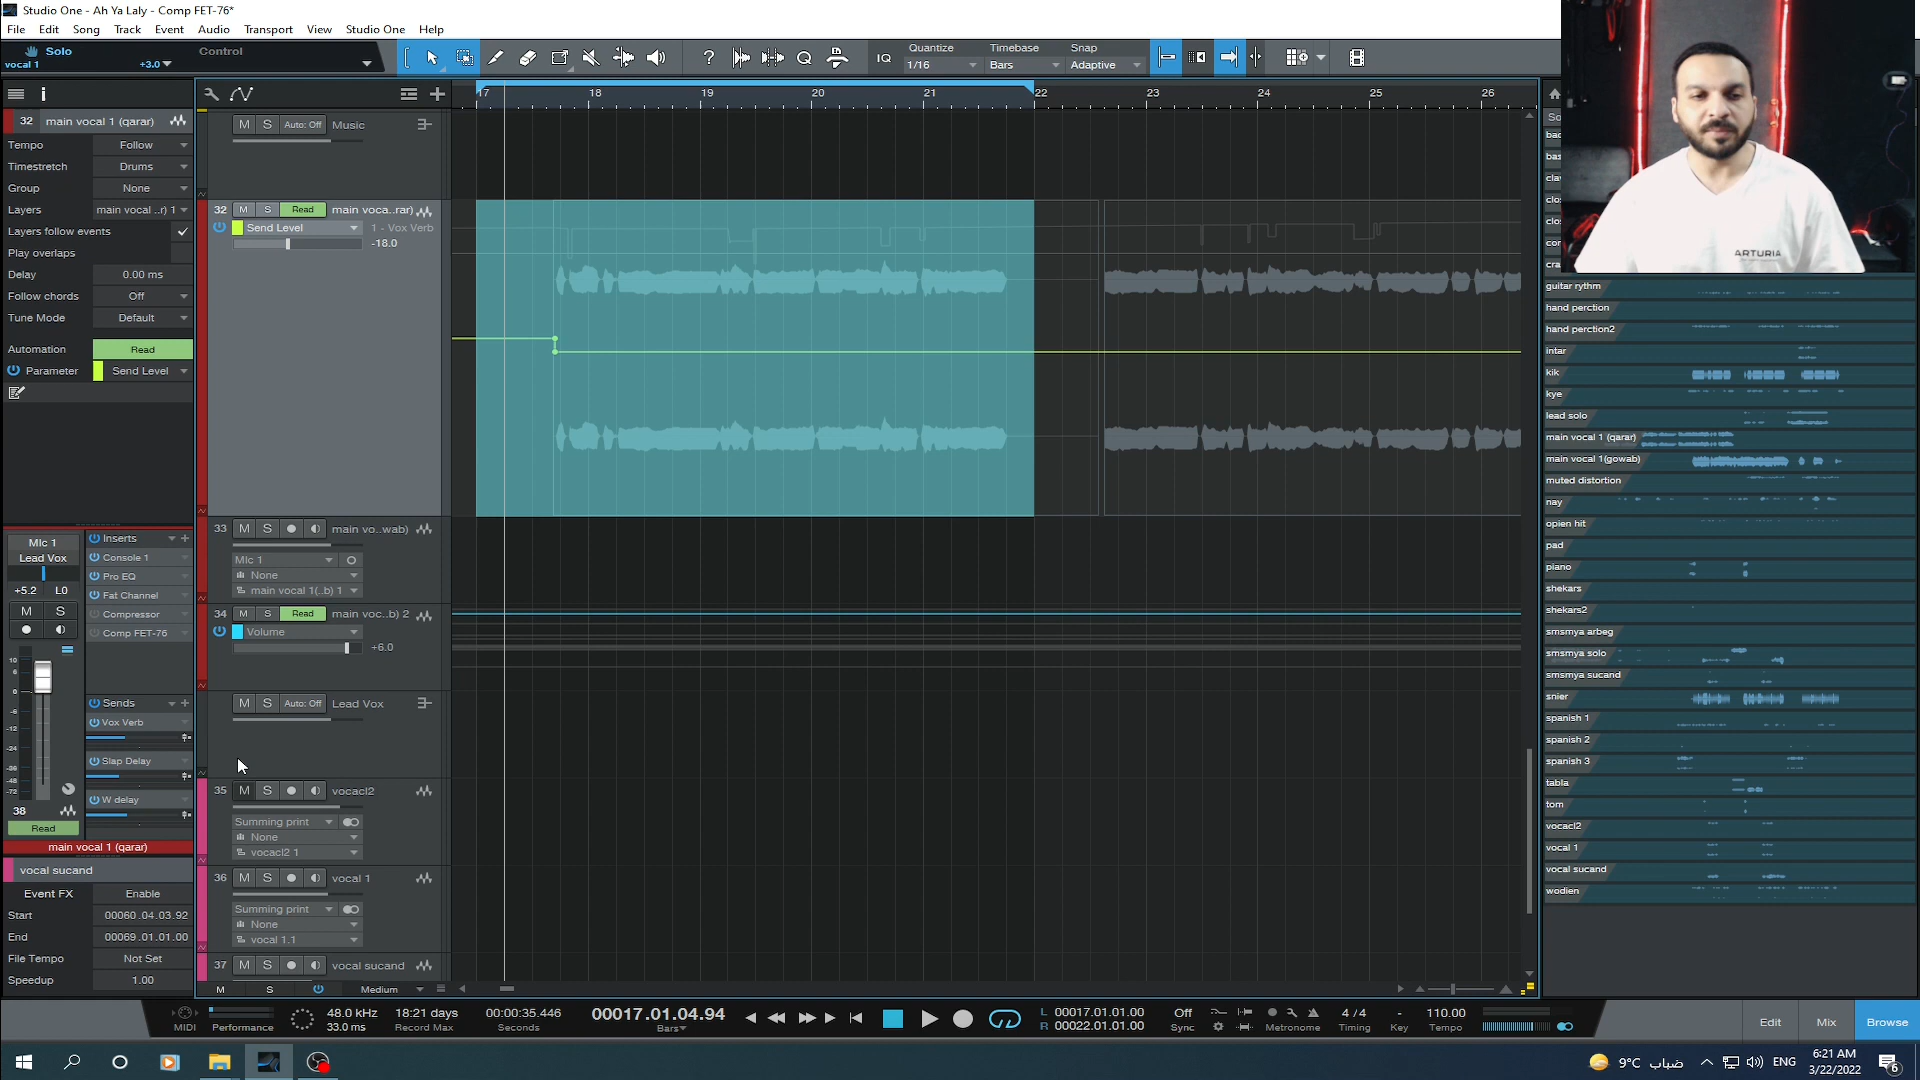 Studio One - Ah Ya Laly - Comp FET-76*
File Edit Song Track Event Audio Transport View Studio One Help
Solo Control
vocal 1 +3.0
IQ Quantize Timebase Snap
1/16 Bars Adaptive
17 18 19 20 21 22 23 24 25 26
32 main vocal 1 (qarar)
Tempo Follow
Timestretch Drums
Group None
Layers main vocal ..r) 1
Layers follow events
Play overlaps
Delay 0.00 ms
Follow chords Off
Tune Mode Default
Automation Read
Parameter Send Level
M S Auto: Off Music
32 M S Read main voca..rar)
Send Level 1 - Vox Verb
-18.0
33 M S main vo..wab)
MIc 1
None
main vocal 1(..b) 1
34 M S Read main voc..b) 2
Volume
+6.0
M S Auto: Off Lead Vox
35 M S vocacl2
Summing print
None
vocacl2 1
36 M S vocal 1
Summing print
None
vocal 1.1
37 M S vocal sucand
M S Medium
MIc 1
Lead Vox
+5.2 L0
M S
10
6
0
-6
-12
-24
-36
-48
-72
38
Read
Inserts
Console 1
Pro EQ
Fat Channel
Compressor
Comp FET-76
Sends
Vox Verb
Slap Delay
W delay
main vocal 1 (qarar)
vocal sucand
Event FX Enable
Start 00060.04.03.92
End 00069.01.01.00
File Tempo Not Set
Speedup 1.00
ARTURIA
guitar rythm
hand perction
hand perction2
intar
kik
kye
lead solo
main vocal 1 (qarar)
main vocal 1(gowab)
muted distortion
nay
opien hit
pad
piano
shekars
shekars2
smsmya arbeg
smsmya solo
smsmya sucand
snier
spanish 1
spanish 2
spanish 3
tabla
tom
vocacl2
vocal 1
vocal sucand
wodien
MIDI Performance
48.0 kHz
33.0 ms
18:21 days
Record Max
00:00:35.446
Seconds
00017.01.04.94
Bars
L 00017.01.01.00
R 00022.01.01.00
Off
Sync
Metronome
4 / 4
Timing
-
Key
110.00
Tempo
Edit Mix Browse
9°C ضباب ENG
6:21 AM
3/22/2022
6